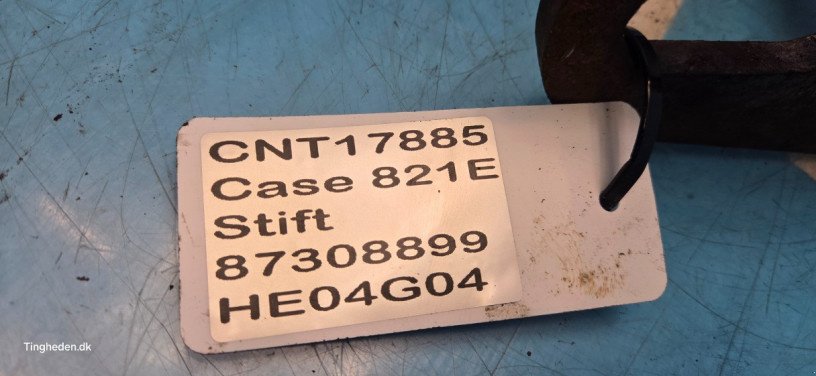 CNT17885
Case 821E
Stift
87308899
HE04G04
Tingheden.dk